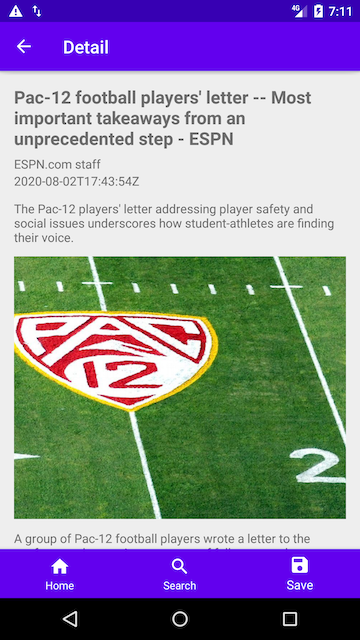 4G 7:11
Detail
Pac-12 football players' letter -- Most
important takeaways from an
unprecedented step - ESPN
ESPN.com staff
2020-08-02T17:43:54Z
The Pac-12 players' letter addressing player safety and
social issues underscores how student-athletes are finding
their voice.
PAC
12
2
A group of Pac-12 football players wrote a letter to the
Home Search Save